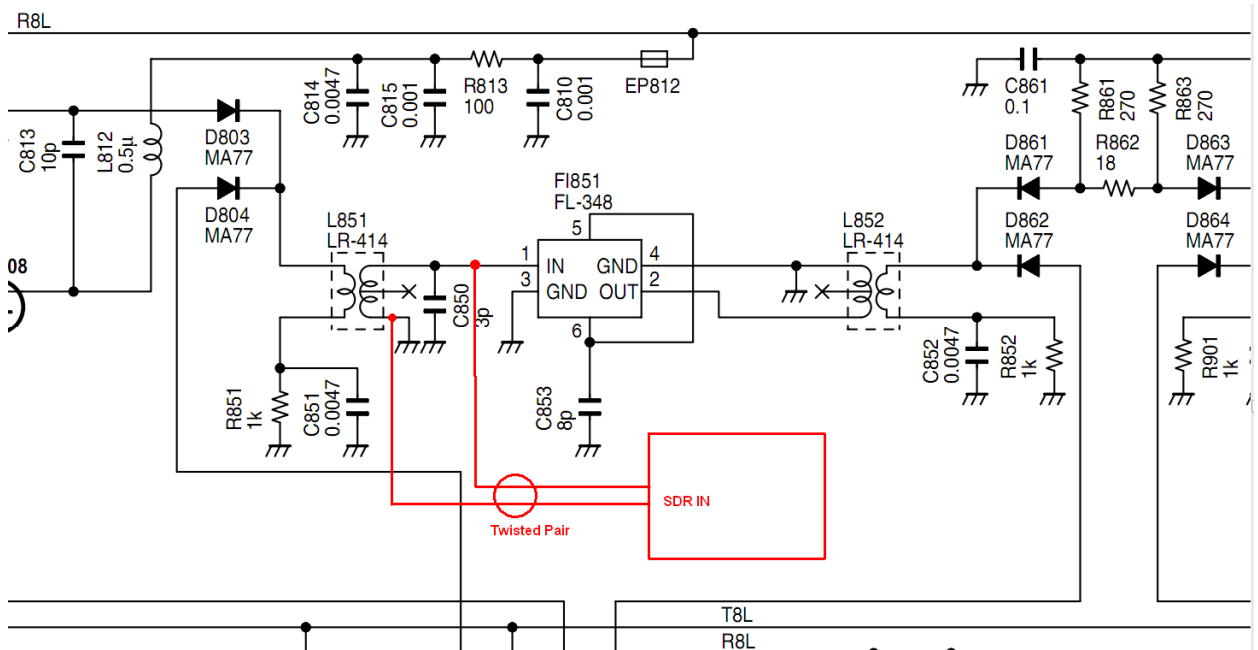 R8L
C814
0.0047
C815
0.001
R813
100
C810
0.001
EP812
C861
0.1
R861
270
R863
270
C813
10p
L812
0.5µ
D803
MA77
D804
MA77
D861
MA77
R862
18
D863
MA77
FI851
FL-348
L851
LR-414
L852
LR-414
D862
MA77
D864
MA77
08
5
1
IN
GND
4
3
GND
OUT
2
6
C850
3p
C853
8p
R851
1k
C851
0.0047
C852
0.0047
R852
1k
R901
1k
SDR IN
Twisted Pair
T8L
R8L